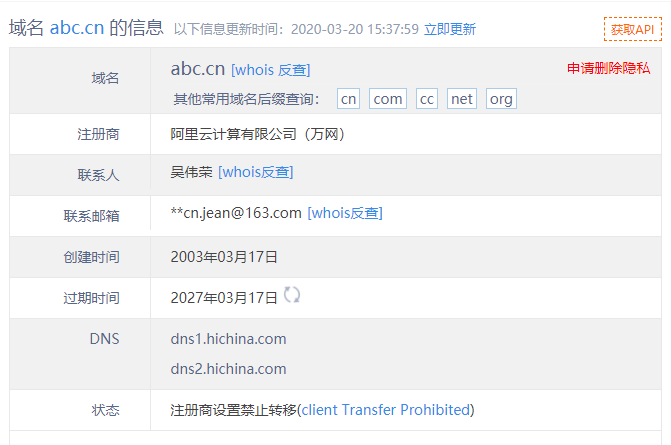 域名 abc.cn 的信息 以下信息更新时间：2020-03-20 15:37:59 立即更新 获取API
域名 abc.cn [whois 反查] 申请删除隐私
其他常用域名后缀查询： cn com cc net org
注册商 阿里云计算有限公司（万网）
联系人 吴伟荣 [whois反查]
联系邮箱 **cn.jean@163.com [whois反查]
创建时间 2003年03月17日
过期时间 2027年03月17日
DNS dns1.hichina.com
dns2.hichina.com
状态 注册商设置禁止转移(client Transfer Prohibited)